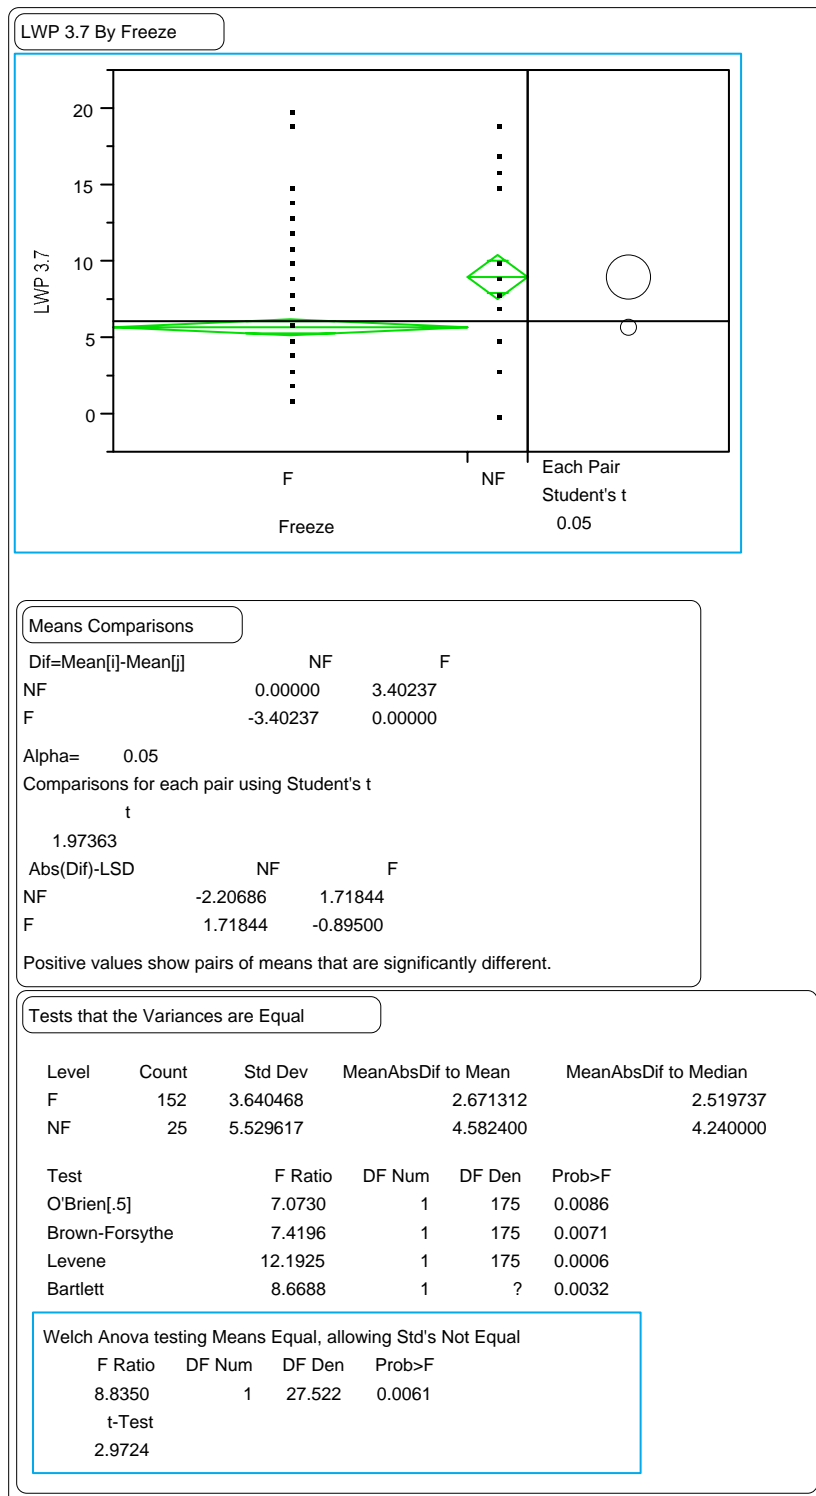 LWP 3.7 By Freeze
20
15
10
5
0
LWP 3.7
F NF
Freeze
Each Pair
Student's t
0.05
Means Comparisons
Dif=Mean[i]-Mean[j] NF F
NF 0.00000 3.40237
F -3.40237 0.00000
Alpha= 0.05
Comparisons for each pair using Student's t
t
1.97363
Abs(Dif)-LSD NF F
NF -2.20686 1.71844
F 1.71844 -0.89500
Positive values show pairs of means that are significantly different.
Tests that the Variances are Equal
Level Count Std Dev MeanAbsDif to Mean MeanAbsDif to Median
F 152 3.640468 2.671312 2.519737
NF 25 5.529617 4.582400 4.240000
Test F Ratio DF Num DF Den Prob>F
O'Brien[.5] 7.0730 1 175 0.0086
Brown-Forsythe 7.4196 1 175 0.0071
Levene 12.1925 1 175 0.0006
Bartlett 8.6688 1 ? 0.0032
Welch Anova testing Means Equal, allowing Std's Not Equal
F Ratio DF Num DF Den Prob>F
8.8350 1 27.522 0.0061
t-Test
2.9724